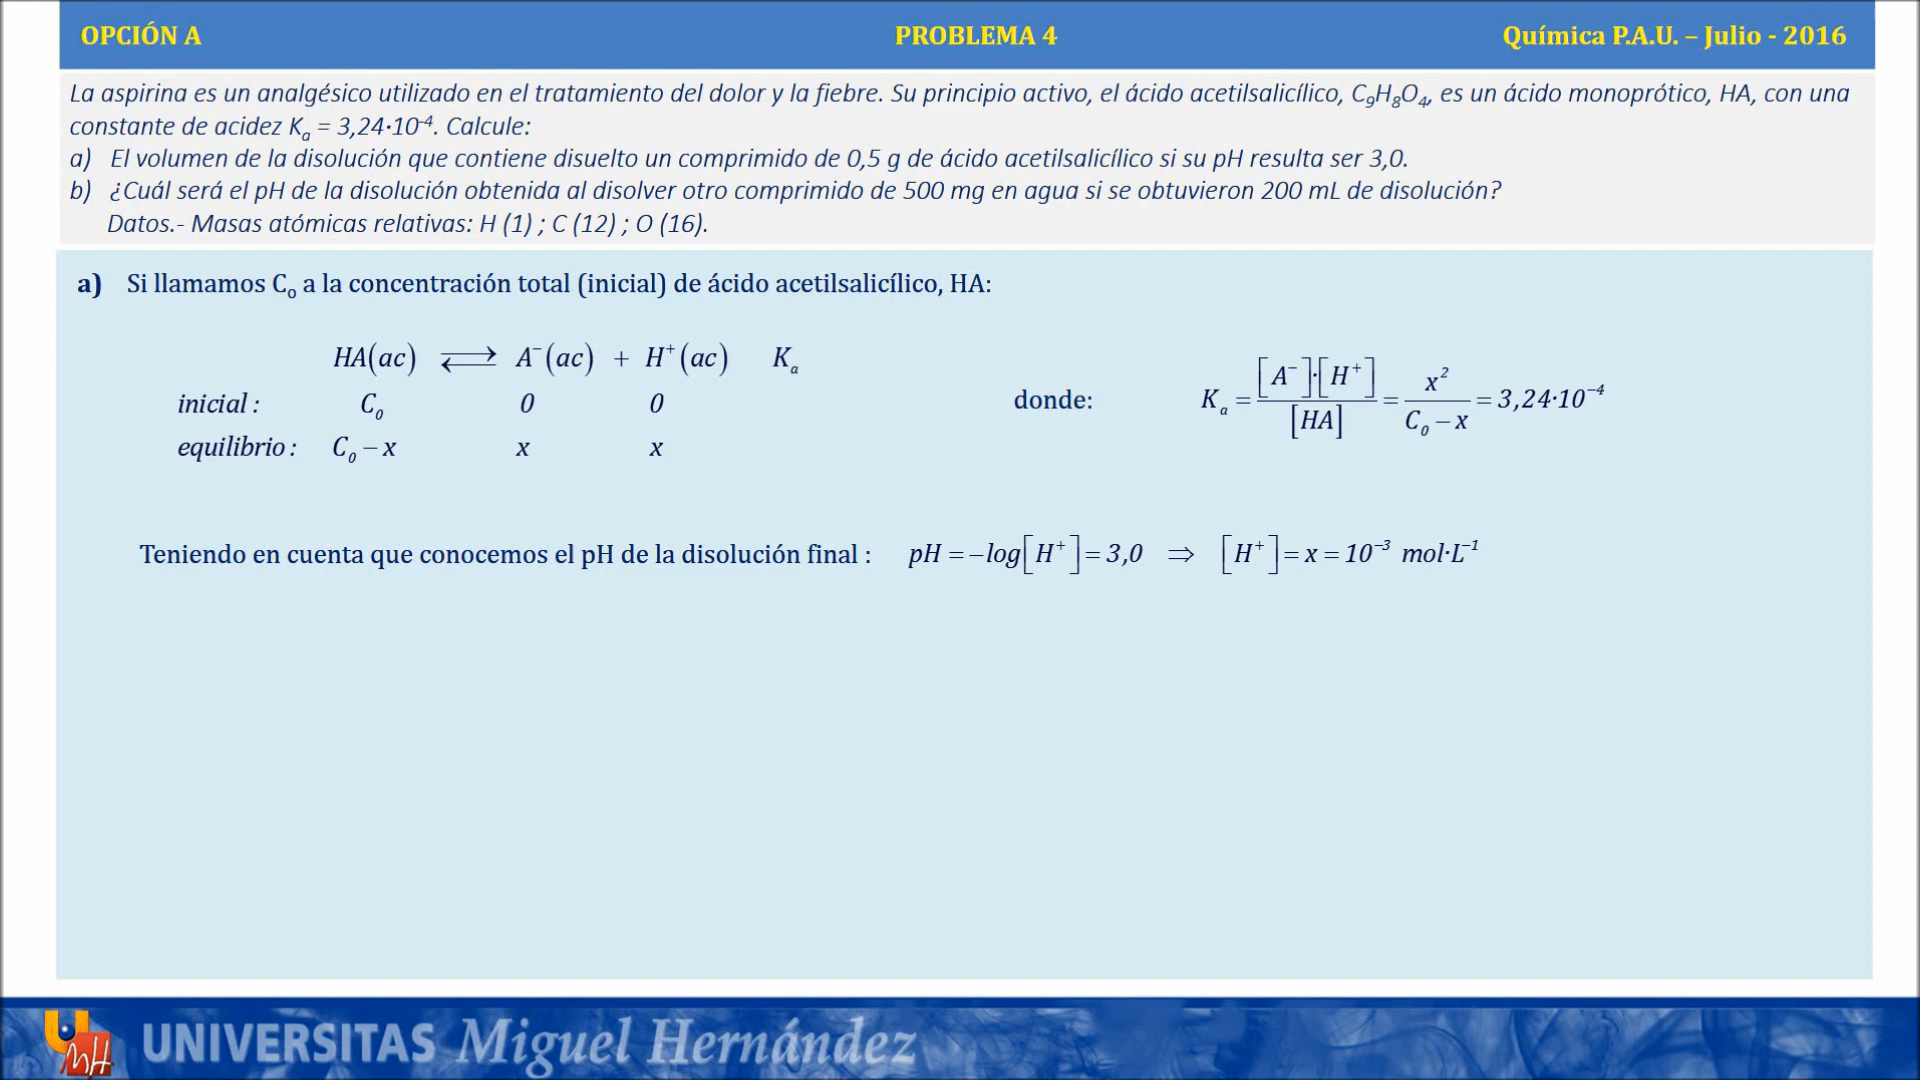 OPCIÓN A PROBLEMA 4 Química P.A.U. – Julio - 2016
La aspirina es un analgésico utilizado en el tratamiento del dolor y la fiebre. Su principio activo, el ácido acetilsalicílico, C₉H₈O₄, es un ácido monoprótico, HA, con una
constante de acidez Kₐ = 3,24·10⁻⁴. Calcule:
a) El volumen de la disolución que contiene disuelto un comprimido de 0,5 g de ácido acetilsalicílico si su pH resulta ser 3,0.
b) ¿Cuál será el pH de la disolución obtenida al disolver otro comprimido de 500 mg en agua si se obtuvieron 200 mL de disolución?
Datos.- Masas atómicas relativas: H (1) ; C (12) ; O (16).
a) Si llamamos C₀ a la concentración total (inicial) de ácido acetilsalicílico, HA:
HA(ac) ⇌ A⁻(ac) + H⁺(ac) Kₐ
inicial : C₀ 0 0
equilibrio : C₀ – x x x
donde: Kₐ = [A⁻]·[H⁺] / [HA] = x² / (C₀ – x) = 3,24·10⁻⁴
Teniendo en cuenta que conocemos el pH de la disolución final : pH = –log[H⁺] = 3,0 ⇒ [H⁺] = x = 10⁻³ mol·L⁻¹
UNIVERSITAS Miguel Hernández